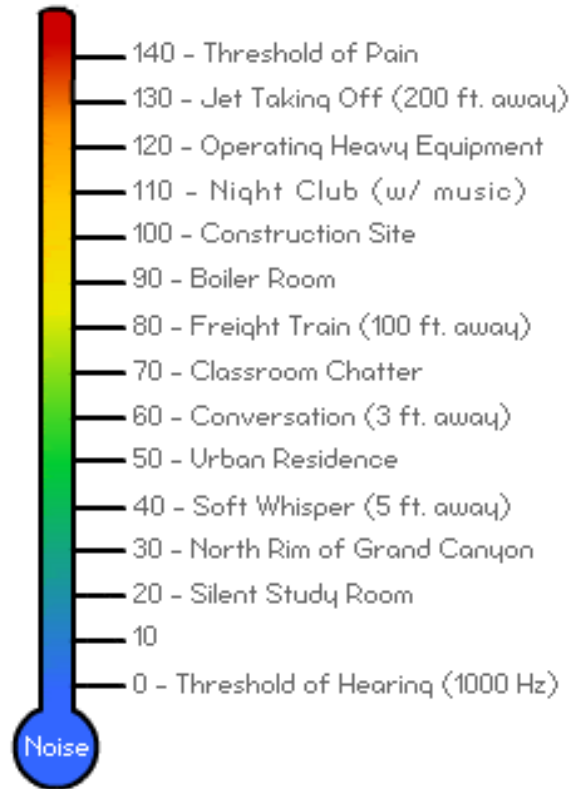 140 - Threshold of Pain
130 - Jet Taking Off (200 ft. away)
120 - Operating Heavy Equipment
110 - Night Club (w/ music)
100 - Construction Site
90 - Boiler Room
80 - Freight Train (100 ft. away)
70 - Classroom Chatter
60 - Conversation (3 ft. away)
50 - Urban Residence
40 - Soft Whisper (5 ft. away)
30 - North Rim of Grand Canyon
20 - Silent Study Room
10
0 - Threshold of Hearing (1000 Hz)
Noise